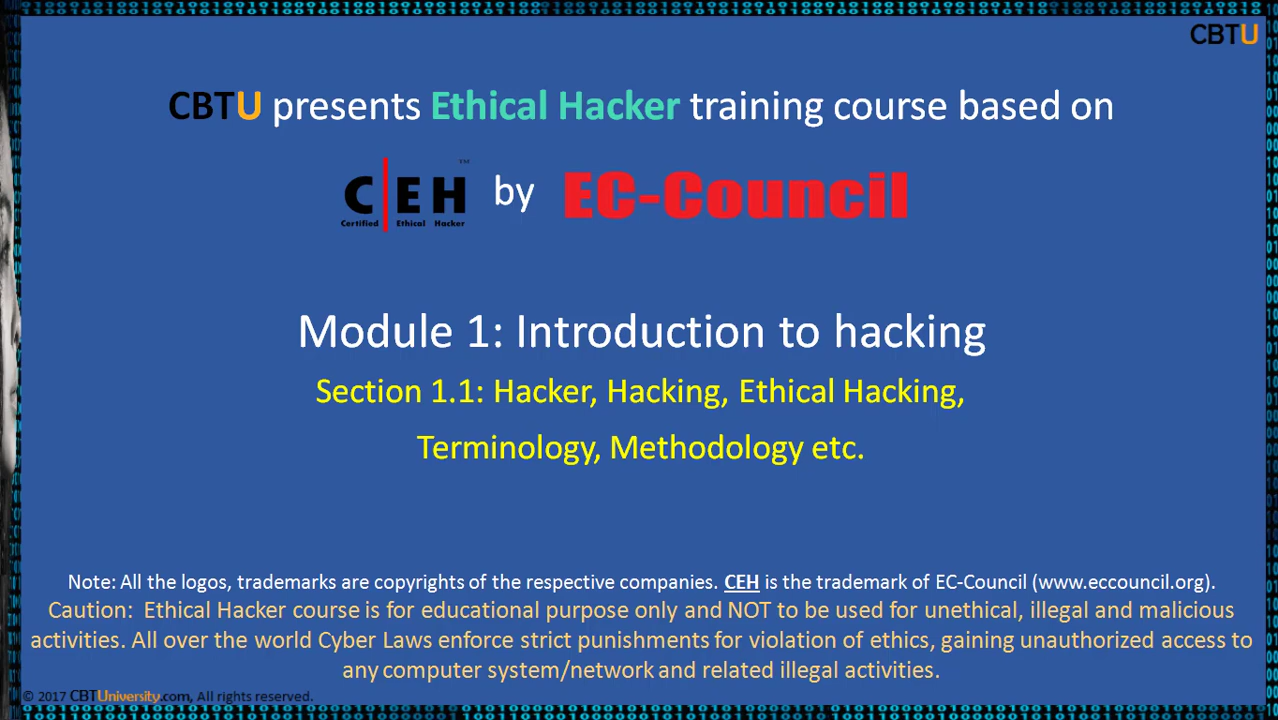 CBTU
CBTU presents Ethical Hacker training course based on
C|EH™ by EC-Council
Certified Ethical Hacker
Module 1: Introduction to hacking
Section 1.1: Hacker, Hacking, Ethical Hacking,
Terminology, Methodology etc.
Note: All the logos, trademarks are copyrights of the respective companies. CEH is the trademark of EC-Council (www.eccouncil.org).
Caution: Ethical Hacker course is for educational purpose only and NOT to be used for unethical, illegal and malicious
activities. All over the world Cyber Laws enforce strict punishments for violation of ethics, gaining unauthorized access to
any computer system/network and related illegal activities.
© 2017 CBTUniversity.com, All rights reserved.